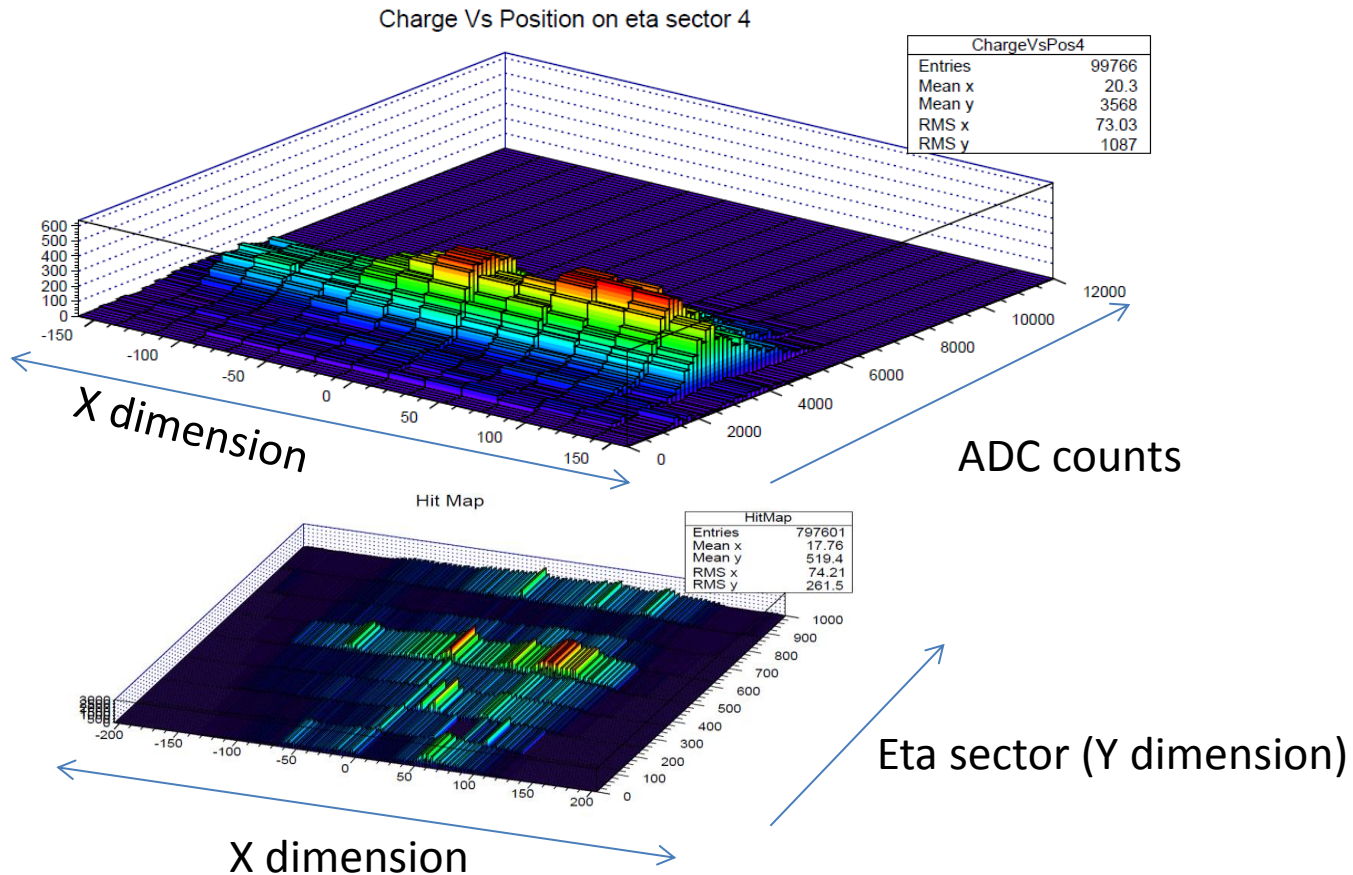 Charge Vs Position on eta sector 4
ChargeVsPos4
Entries 99766
Mean x 20.3
Mean y 3568
RMS x 73.03
RMS y 1087
600
500
400
300
200
100
0
-150
-100
-50
0
50
100
150
0
2000
4000
6000
8000
10000
12000
X dimension
ADC counts
Hit Map
HitMap
Entries 797601
Mean x 17.76
Mean y 519.4
RMS x 74.21
RMS y 261.5
3000
-200
-150
-100
-50
0
50
100
150
200
0
100
200
300
400
500
600
700
800
900
1000
Eta sector (Y dimension)
X dimension